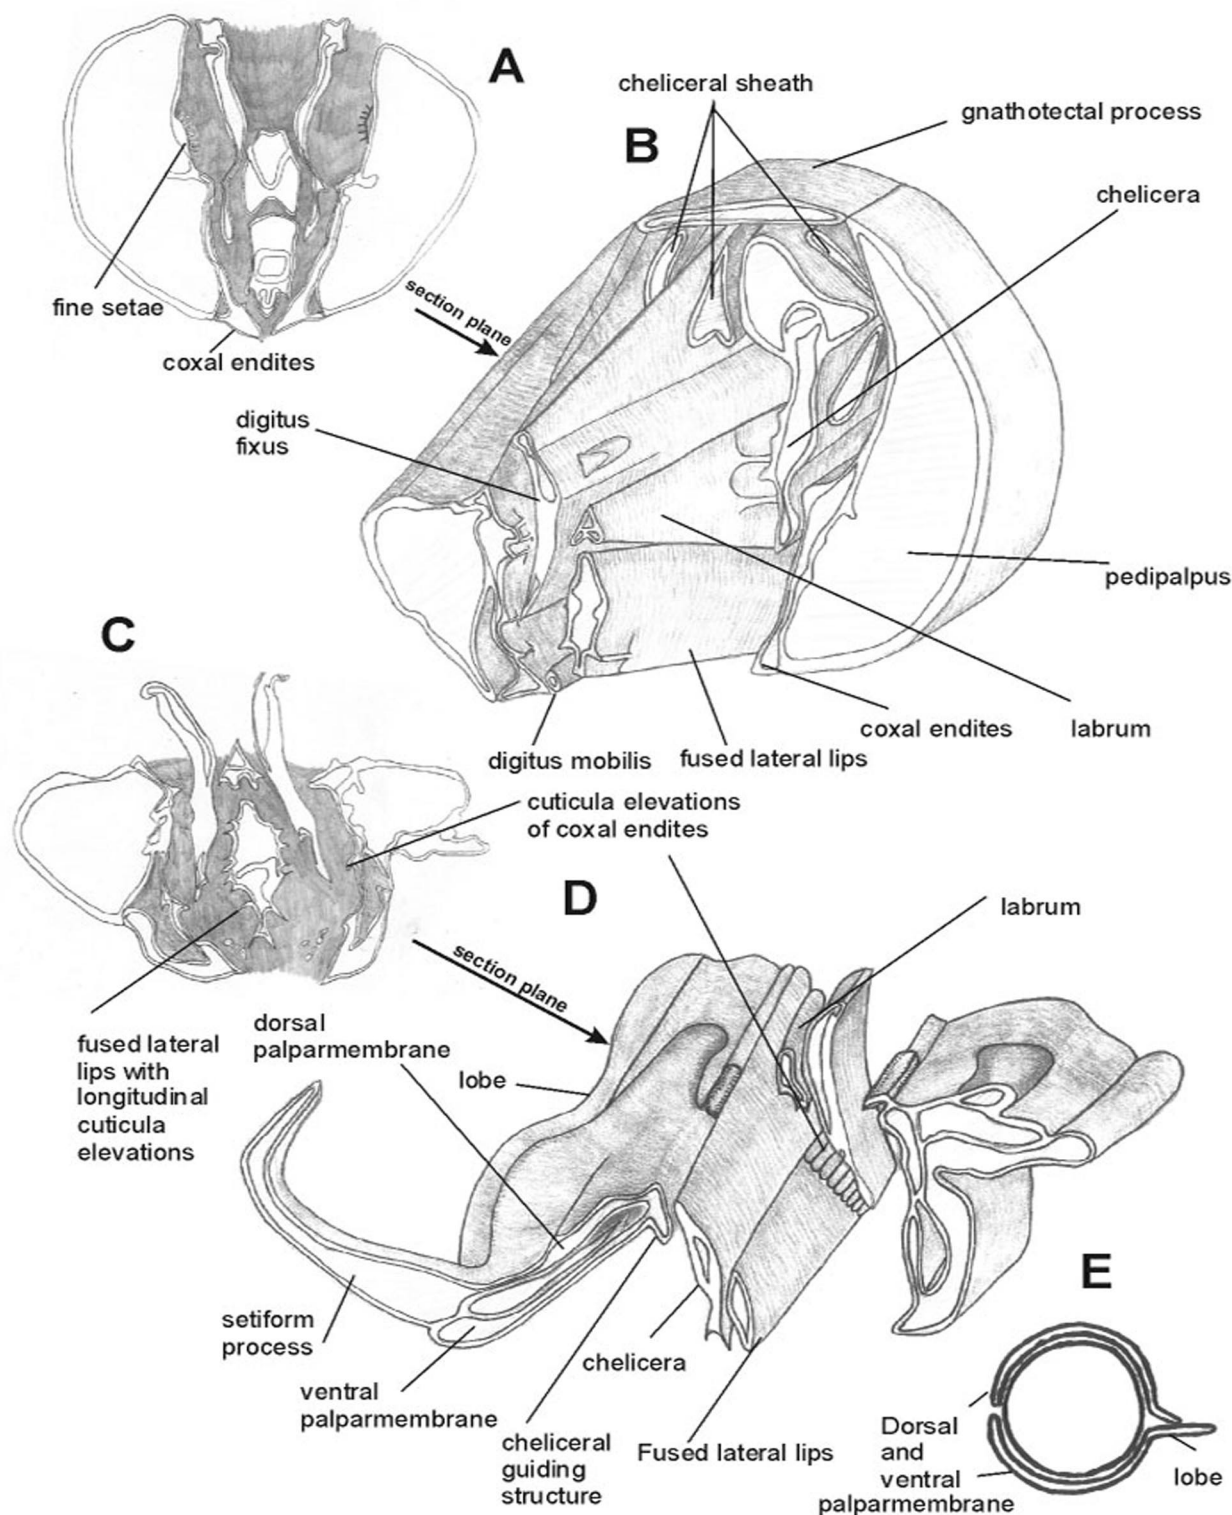 A
cheliceral sheath
gnathotectal process
B
chelicera
fine setae
section plane
coxal endites
digitus
fixus
pedipalpus
C
coxal endites
labrum
digitus mobilis
fused lateral lips
cuticula elevations
of coxal endites
D
labrum
section plane
dorsal
palparmembrane
fused lateral
lips with
longitudinal
cuticula
elevations
lobe
E
setiform
process
chelicera
ventral
palparmembrane
cheliceral
guiding
structure
Fused lateral lips
Dorsal
and
ventral
palparmembrane
lobe